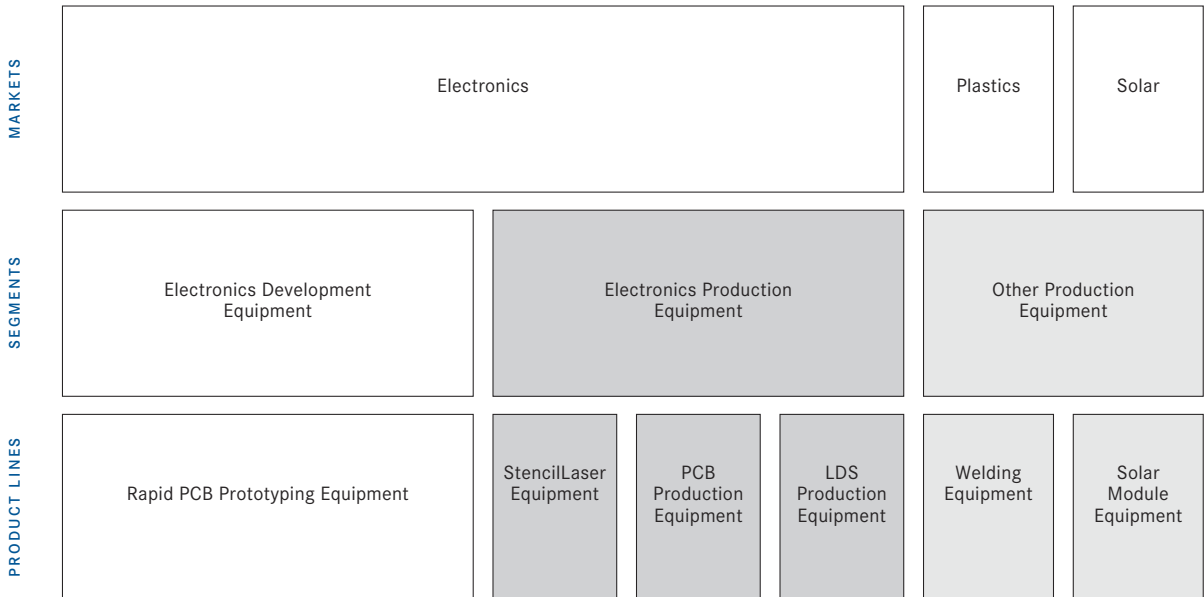 MARKETS
Electronics
Plastics
Solar
SEGMENTS
Electronics Development
Equipment
Electronics Production
Equipment
Other Production
Equipment
PRODUCT LINES
Rapid PCB Prototyping Equipment
StencilLaser
Equipment
PCB
Production
Equipment
LDS
Production
Equipment
Welding
Equipment
Solar
Module
Equipment